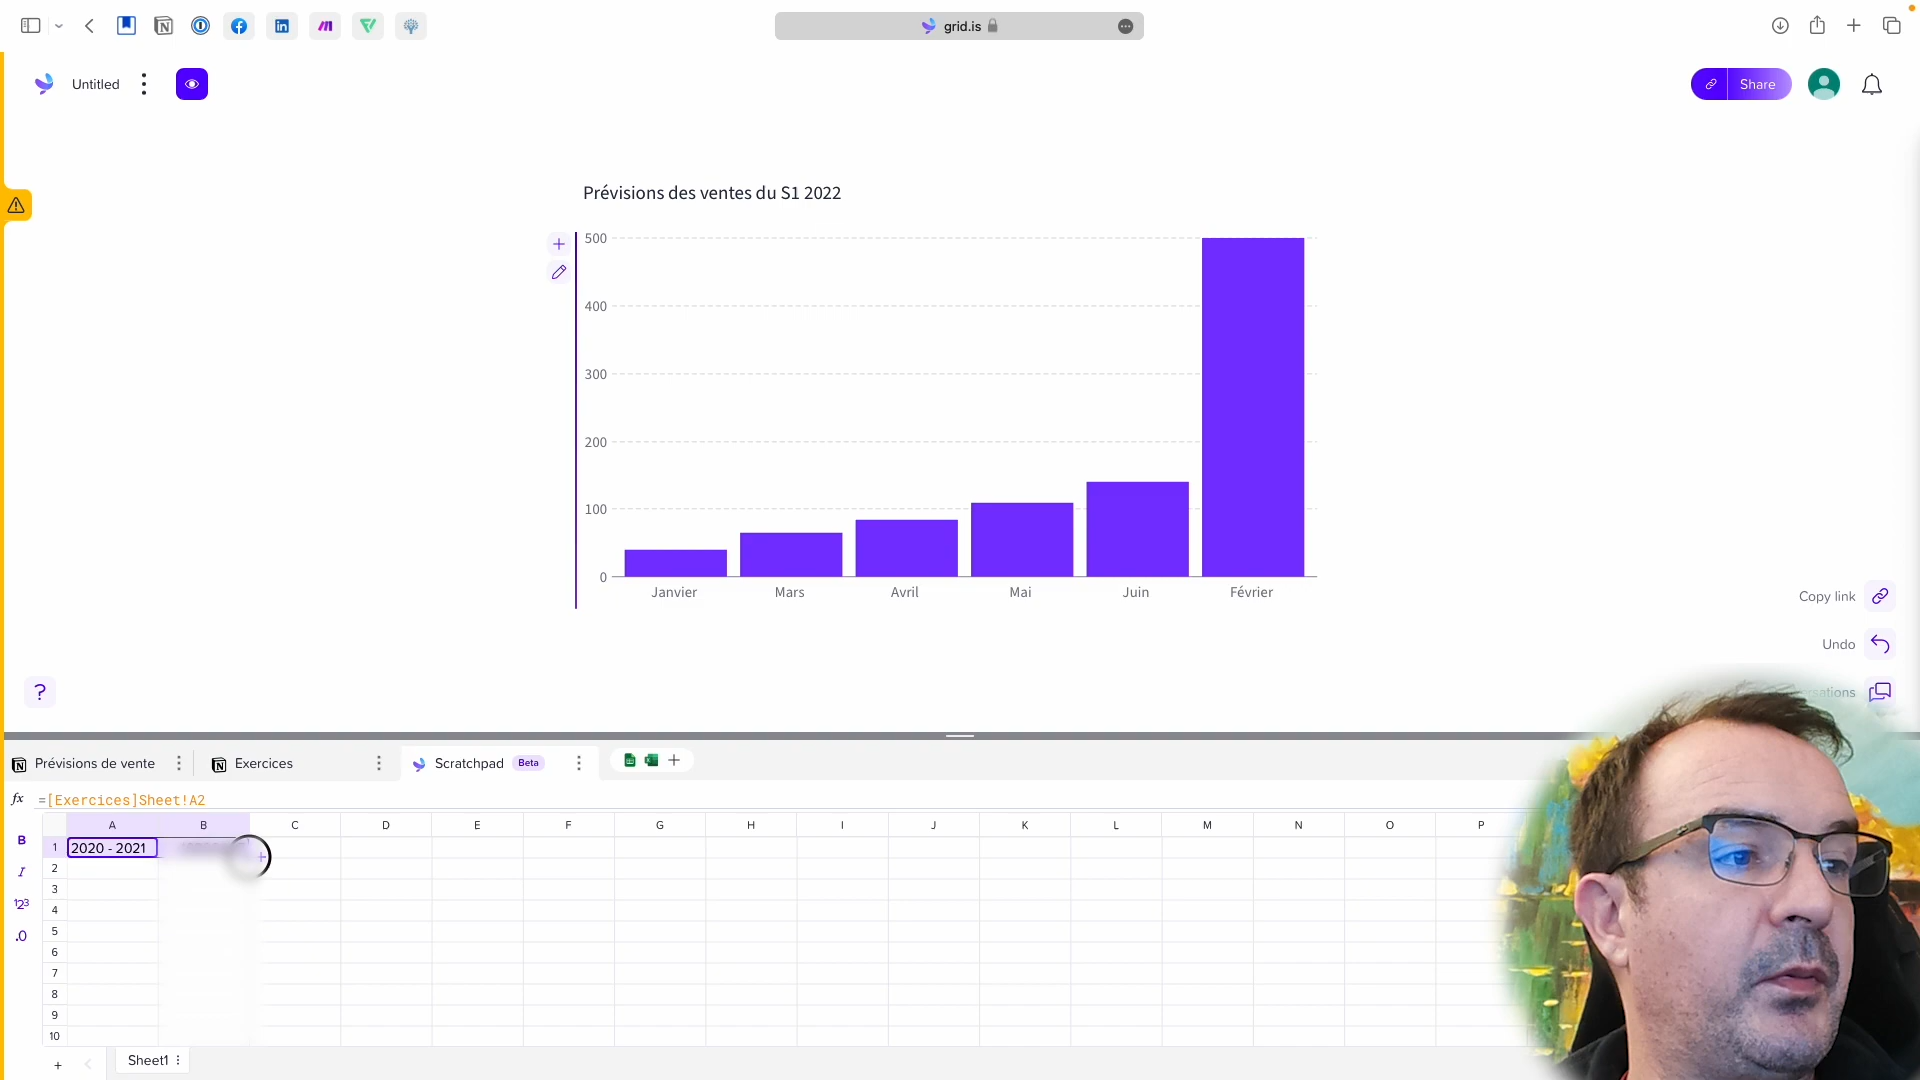 grid.is
Untitled
Share
Prévisions des ventes du S1 2022
500
400
300
200
100
0
Janvier Mars Avril Mai Juin Février
Copy link
Undo
?
Prévisions de vente Exercices Scratchpad Beta
fx =[Exercices]Sheet!A2
A B C D E F G H I J K L M N O P
B
I
123
.0
1 2020 - 2021
2
3
4
5
6
7
8
9
10
Sheet1